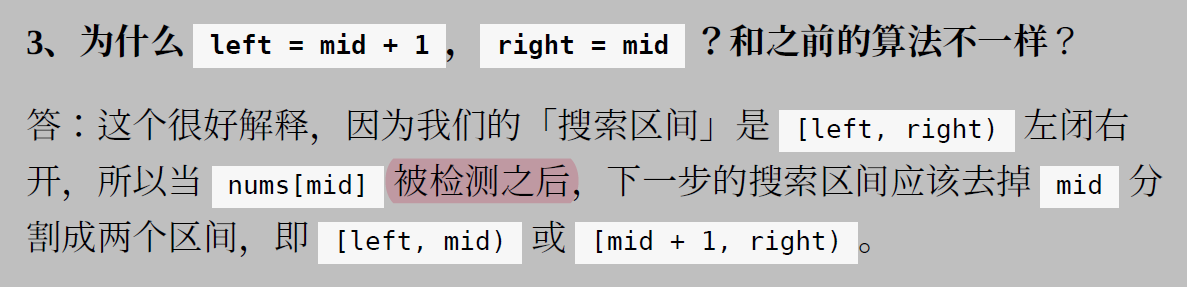 3、为什么 left = mid + 1， right = mid ？和之前的算法不一样？
答：这个很好解释，因为我们的「搜索区间」是 [left, right) 左闭右
开，所以当 nums[mid] 被检测之后，下一步的搜索区间应该去掉 mid 分
割成两个区间，即 [left, mid) 或 [mid + 1, right)。